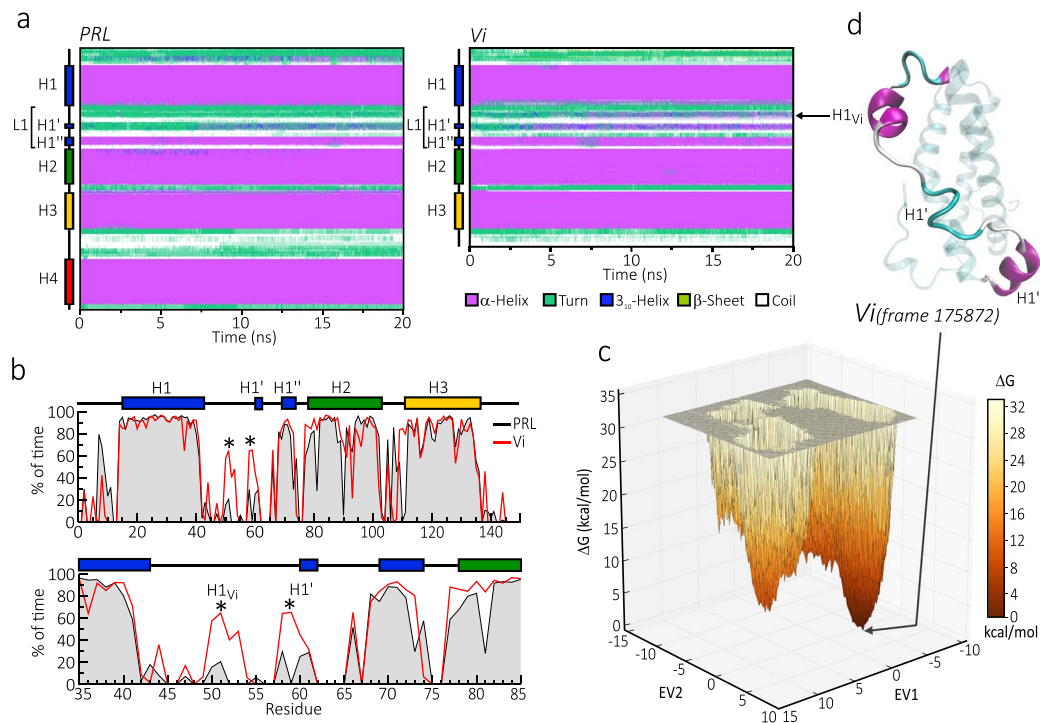 a
PRL
H1
L1
H1'
H1''
H2
H3
H4
0 5 10 15 20
Time (ns)
Vi
H1
L1
H1'
H1''
H2
H3
0 5 10 15 20
Time (ns)
α-Helix Turn 3₁₀-Helix β-Sheet Coil
d
H1Vi
H1'
H1'
Vi(frame 175872)
b
H1 H1' H1'' H2 H3
% of time
100
80
60
40
20
0
* *
PRL
Vi
0 20 40 60 80 100 120 140
% of time
100
80
60
40
20
0
H1Vi H1'
* *
35 40 45 50 55 60 65 70 75 80 85
Residue
c
ΔG (kcal/mol)
35
30
25
20
15
10
5
0
-15 -10 -5 0 5 10
EV2
15 10 5 0 -5 -10
EV1
ΔG
32
28
24
20
16
12
8
4
0
kcal/mol